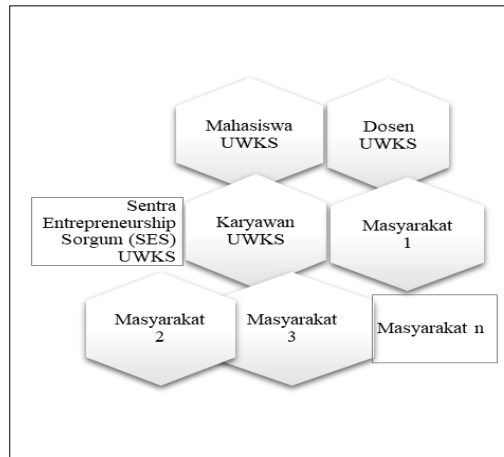 Mahasiswa
UWKS
Dosen
UWKS
Sentra
Entrepreneurship
Sorgum (SES)
UWKS
Karyawan
UWKS
Masyarakat
1
Masyarakat
2
Masyarakat
3
Masyarakat n